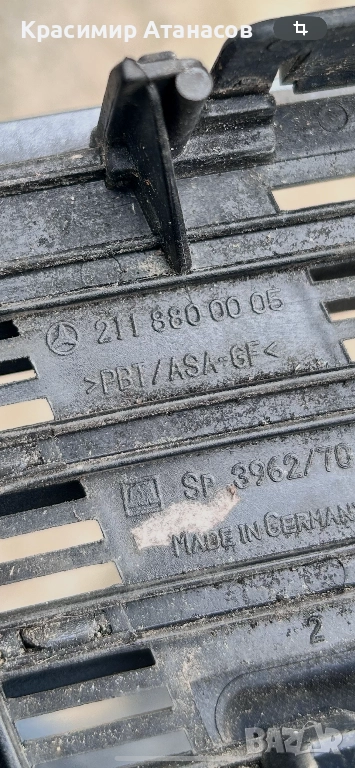 Красимир Атанасов
211 880 00 05
>PBT/ASA-GF<
SP 3962/70
MADE IN GERMANY
2
BAZAR